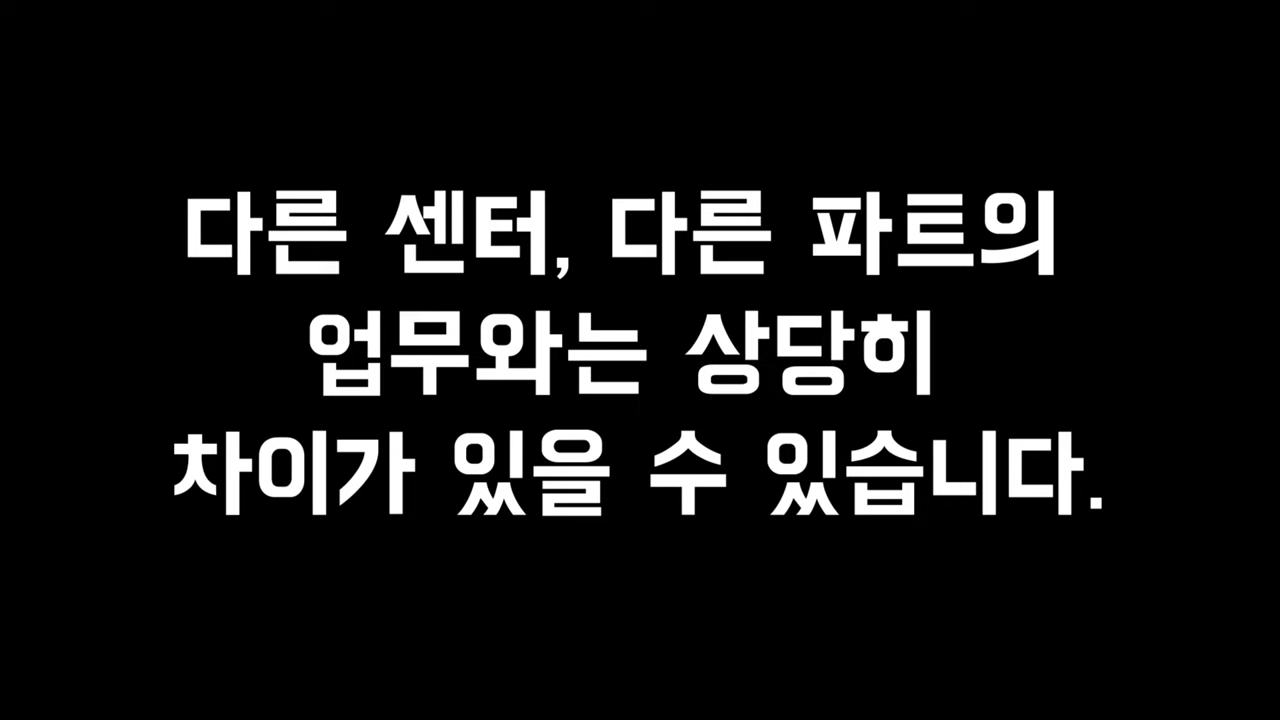 다른 센터, 다른 파트의
업무와는 상당히
차이가 있을 수 있습니다.